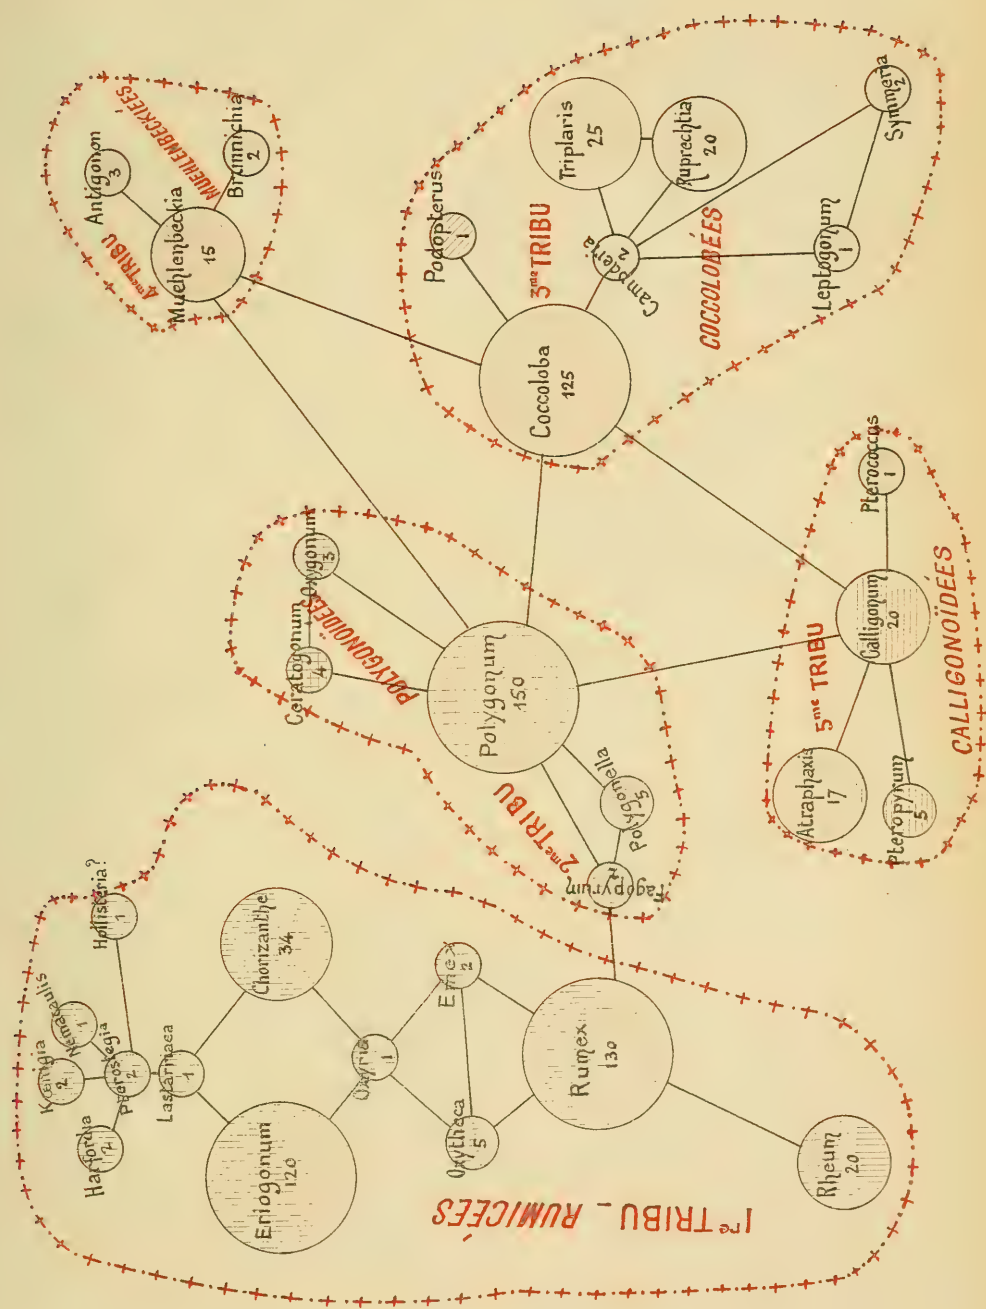 4me TRIBU
MUEHLENBECKIÉES
Antigonon
3
Brunnichia
2
Muehlenbeckia
15
3me TRIBU
COCCOLOBÉES
Podopterus
1
Triplaris
25
Ruprechtia
20
Symmeria
2
Campderia
2
Leptogonum
1
Coccoloba
125
2me TRIBU
POLYGONOÏDÉES
Ceratogonum
4
Oxygonum
3
Polygonum
150
Polygonella
5
Fagopyrum
2
5me TRIBU
CALLIGONOÏDÉES
Pterococcus
1
Calligonum
20
Atraphaxis
17
Pteropyrum
5
1re TRIBU _ RUMICÉES
Hollisteria?
1
Nemacaulis
1
Kœnigia
2
Harfordia
2
Pterostegia
2
Lastarriaea
1
Chorizanthe
34
Eriogonum
120
Oxyria
1
Emex
2
Oxytheca
5
Rumex
130
Rheum
20